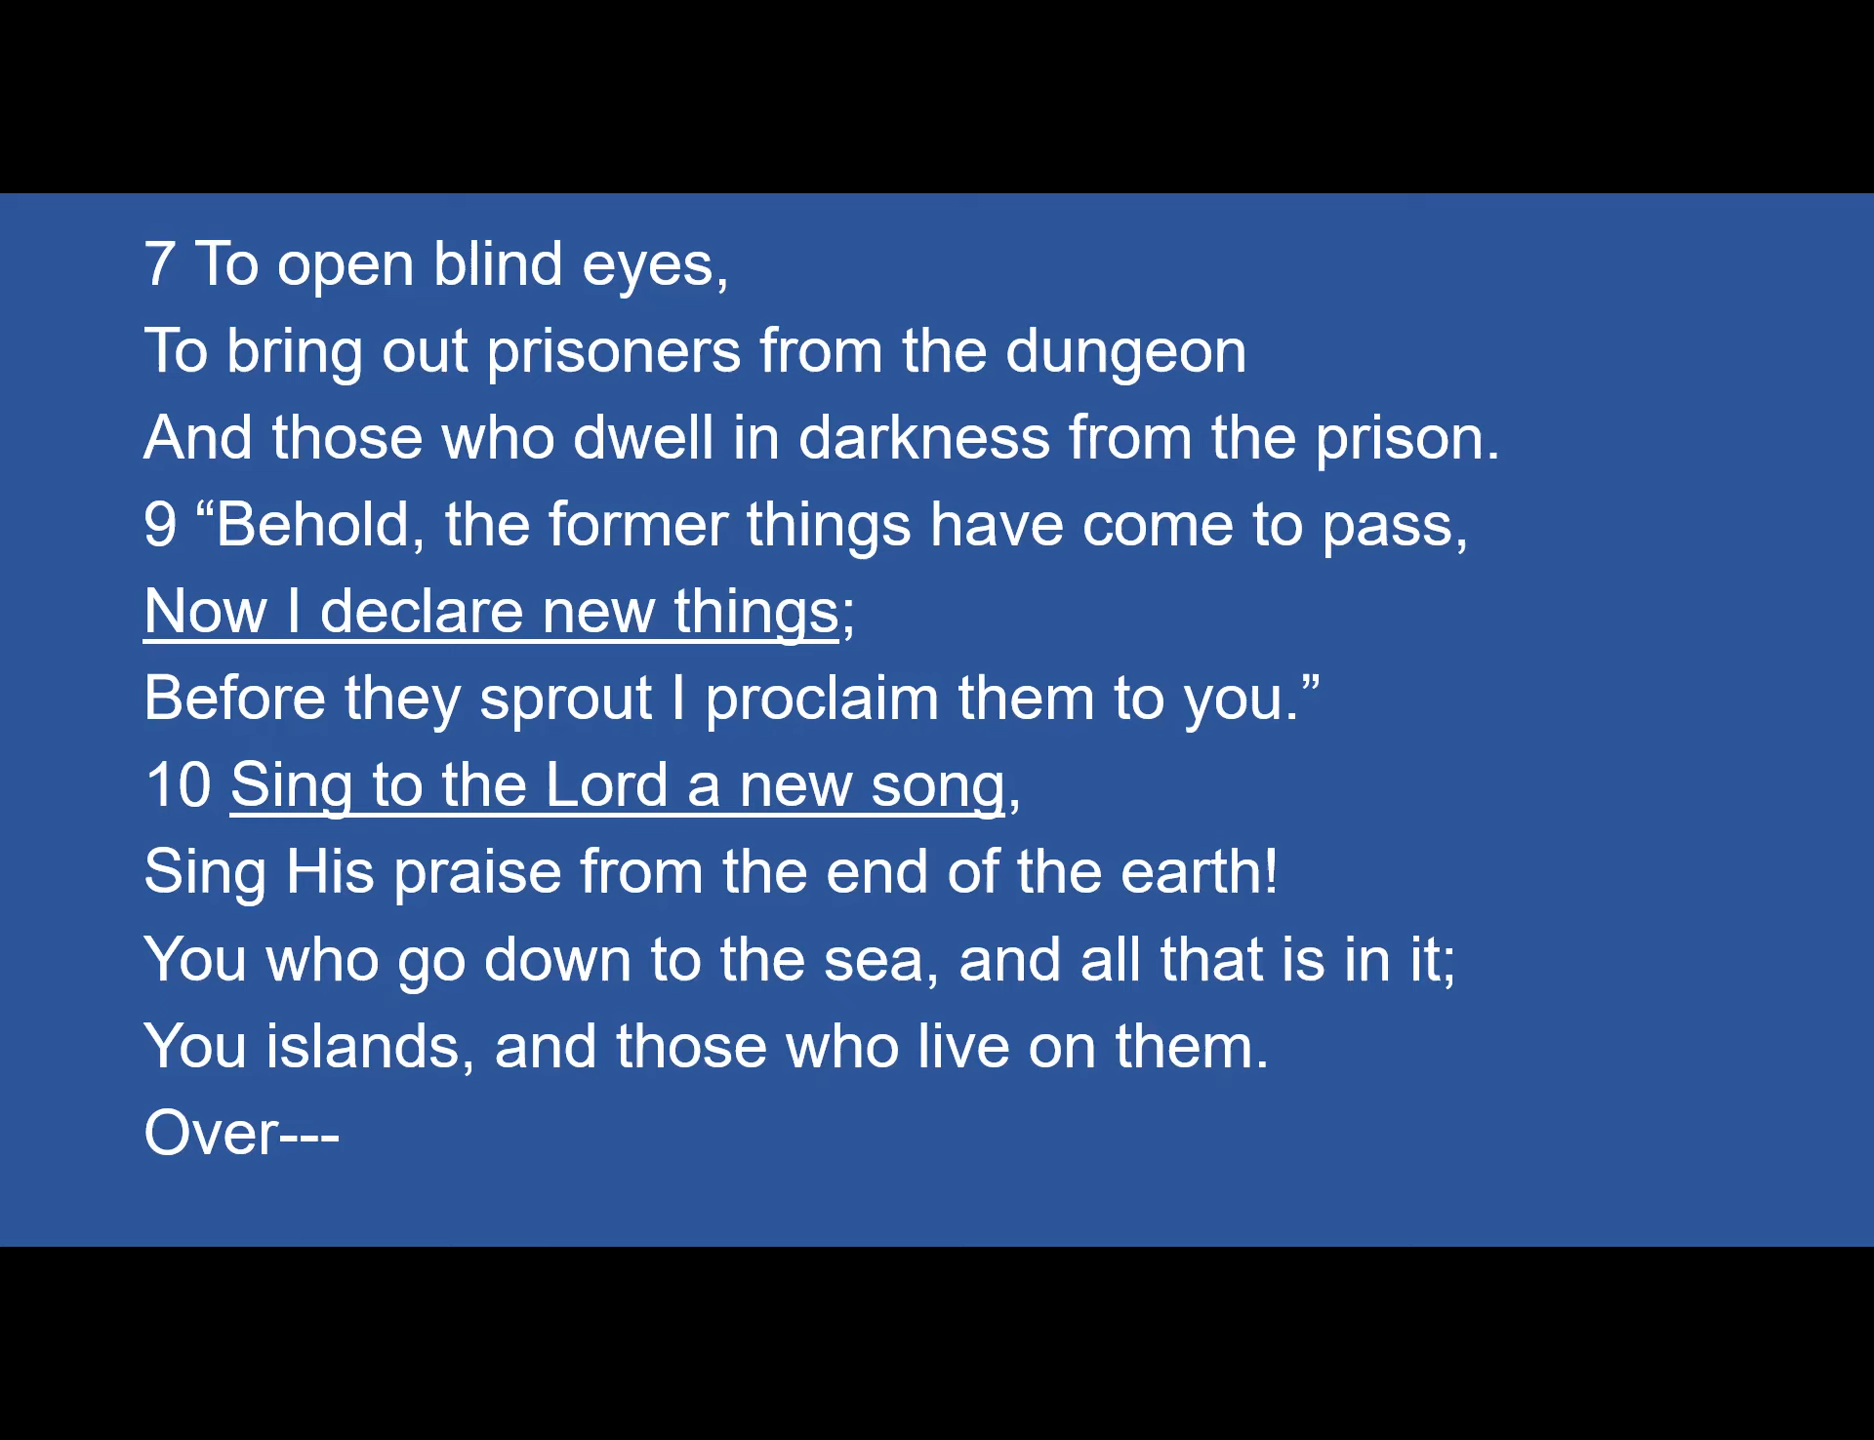 7 To open blind eyes,
To bring out prisoners from the dungeon
And those who dwell in darkness from the prison.
9 “Behold, the former things have come to pass,
Now I declare new things;
Before they sprout I proclaim them to you.”
10 Sing to the Lord a new song,
Sing His praise from the end of the earth!
You who go down to the sea, and all that is in it;
You islands, and those who live on them.
Over---